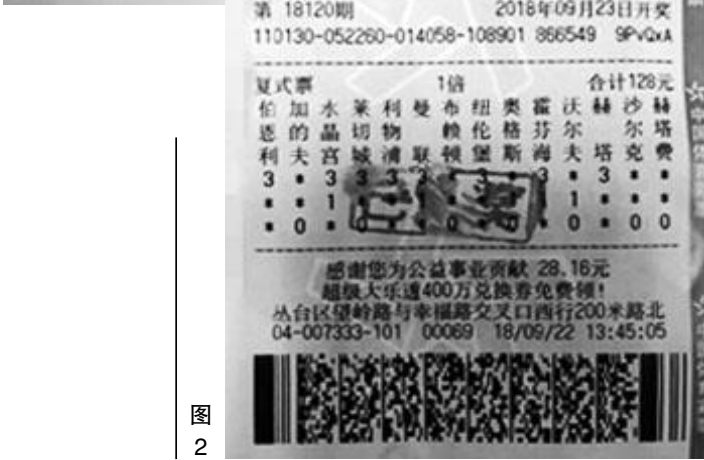 第 18120期 2018年09月23日开奖
110130-052260-014058-108901 866549 9PvQxA
复式票 1倍 合计128元
伯 加 水 莱 利 曼 布 纽 奥 霍 沃 赫 沙 赫
恩 的 晶 切 物 赖 伦 格 芬 尔 尔 塔
利 夫 宫 城 浦 联 顿 堡 斯 海 夫 塔 克 费
3 * 3 3 3 3 * 3 * 3 * 3 * *
* * 1 1 * * *
* 0 * 0 0 * 0 * 0 * 0 0
感谢您为公益事业贡献 28.16元
超级大乐透400万兑换券免费领!
丛台区望岭路与幸福路交叉口西行200米路北
04-007333-101 00069 18/09/22 13:45:05
图
2